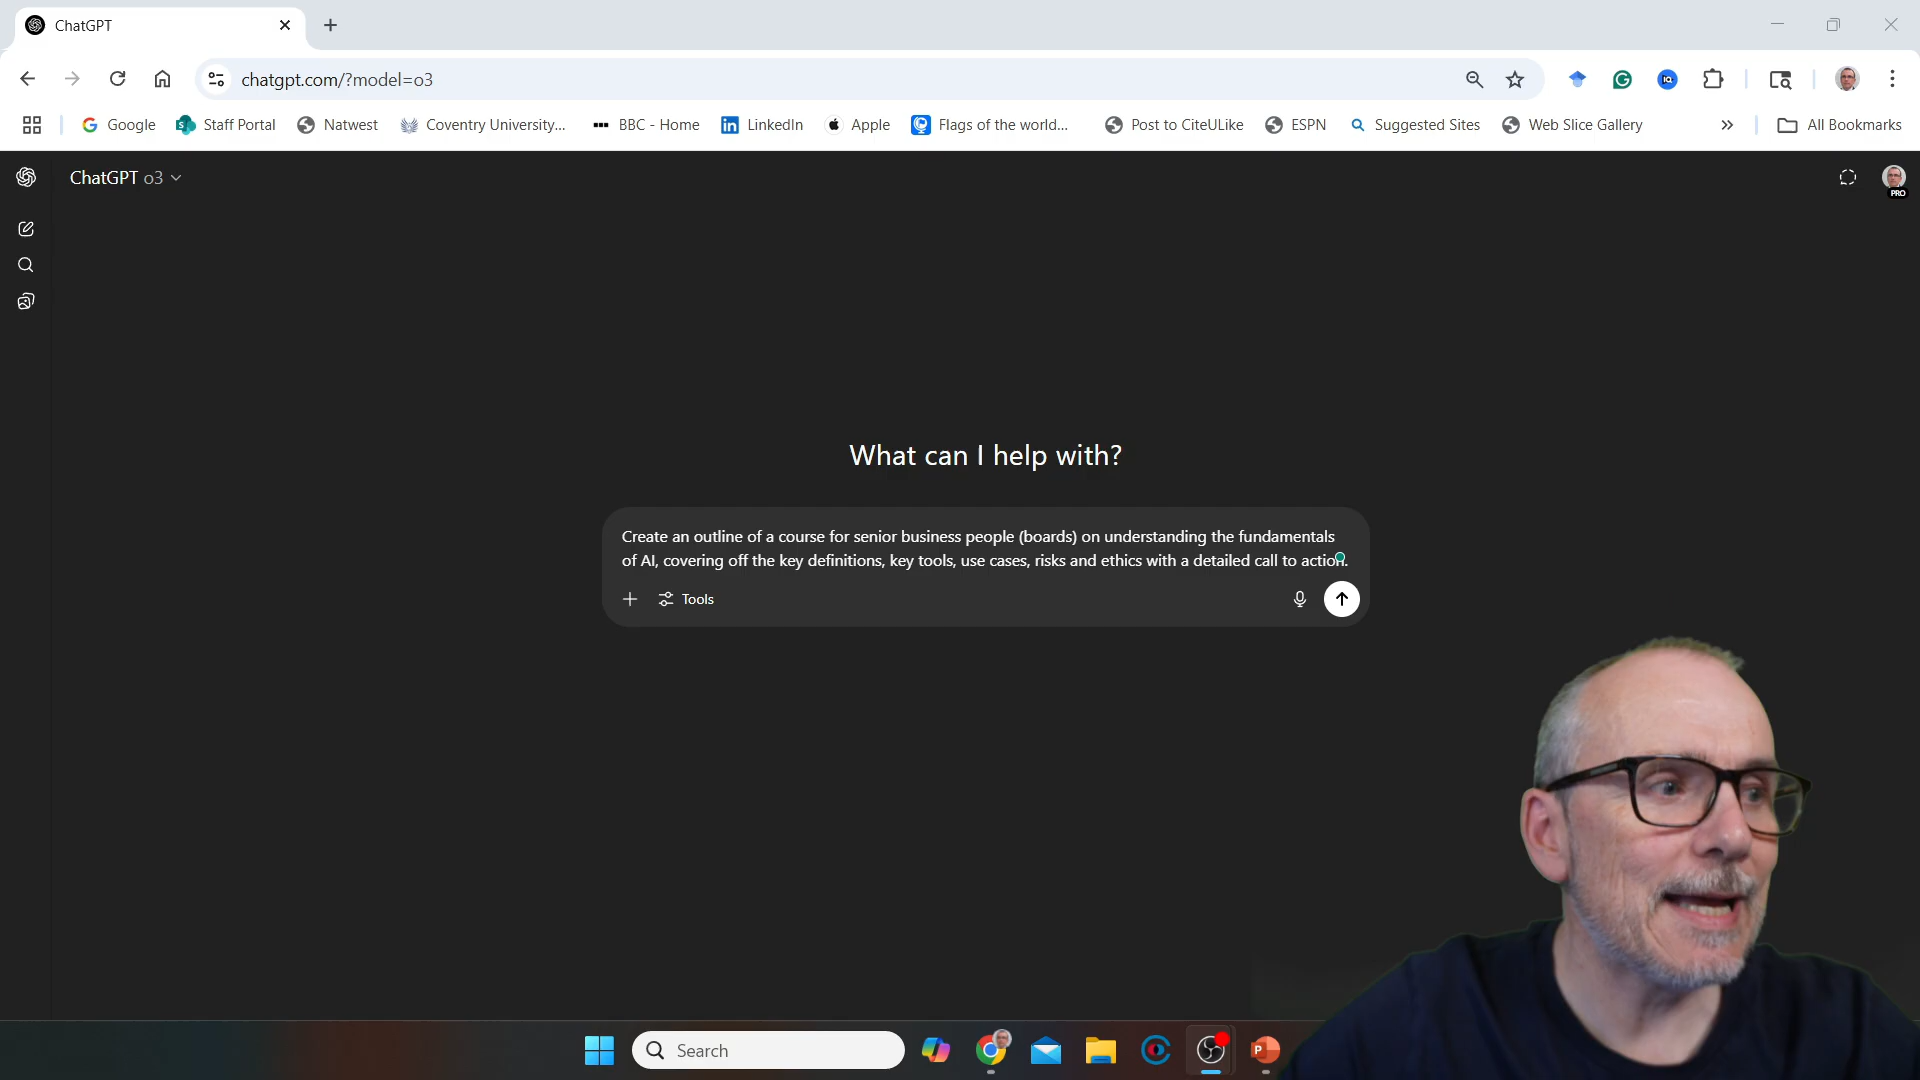 ChatGPT
chatgpt.com/?model=o3
Google
Staff Portal
Natwest
Coventry University...
BBC - Home
LinkedIn
Apple
Flags of the world...
Post to CiteULike
ESPN
Suggested Sites
Web Slice Gallery
All Bookmarks
ChatGPT o3
PRO
What can I help with?
Create an outline of a course for senior business people (boards) on understanding the fundamentals
of AI, covering off the key definitions, key tools, use cases, risks and ethics with a detailed call to action.
Tools
Search